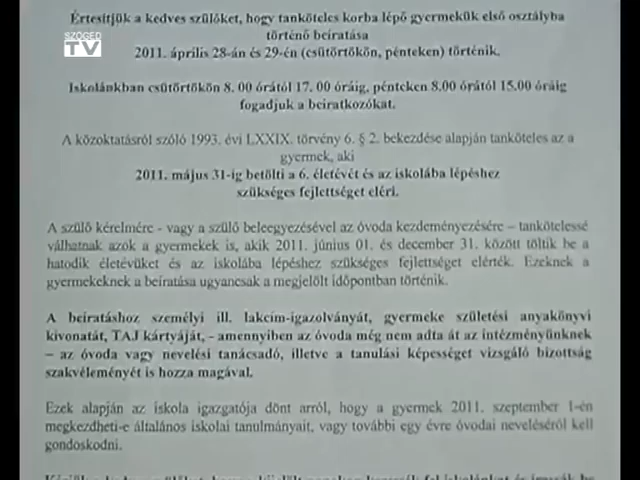 SZÖGED
TV
Értesítjük a kedves szülőket, hogy tanköteles korba lépő gyermekük első osztályba
történő beíratása
2011. április 28-án és 29-én (csütörtökön, pénteken) történik.
Iskolánkban csütörtökön 8. 00 órától 17. 00 óráig, pénteken 8.00 órától 15.00 óráig
fogadjuk a beiratkozókat.
A közoktatásról szóló 1993. évi LXXIX. törvény 6. § 2. bekezdése alapján tanköteles az a
gyermek, aki
2011. május 31-ig betölti a 6. életévét és az iskolába lépéshez
szükséges fejlettséget eléri.
A szülő kérelmére - vagy a szülő beleegyezésével az óvoda kezdeményezésére – tankötelessé
válhatnak azok a gyermekek is, akik 2011. június 01. és december 31. között töltik be a
hatodik életévüket és az iskolába lépéshez szükséges fejlettséget elérték. Ezeknek a
gyermekeknek a beíratása ugyancsak a megjelölt időpontban történik.
A beíratáshoz személyi ill. lakcím-igazolványát, gyermeke születési anyakönyvi
kivonatát, TAJ kártyáját, - amennyiben az óvoda még nem adta át az intézményünknek
– az óvoda vagy nevelési tanácsadó, illetve a tanulási képességet vizsgáló bizottság
szakvéleményét is hozza magával.
Ezek alapján az iskola igazgatója dönt arról, hogy a gyermek 2011. szeptember 1-én
megkezdheti-e általános iskolai tanulmányait, vagy további egy évre óvodai neveléséről kell
gondoskodni.